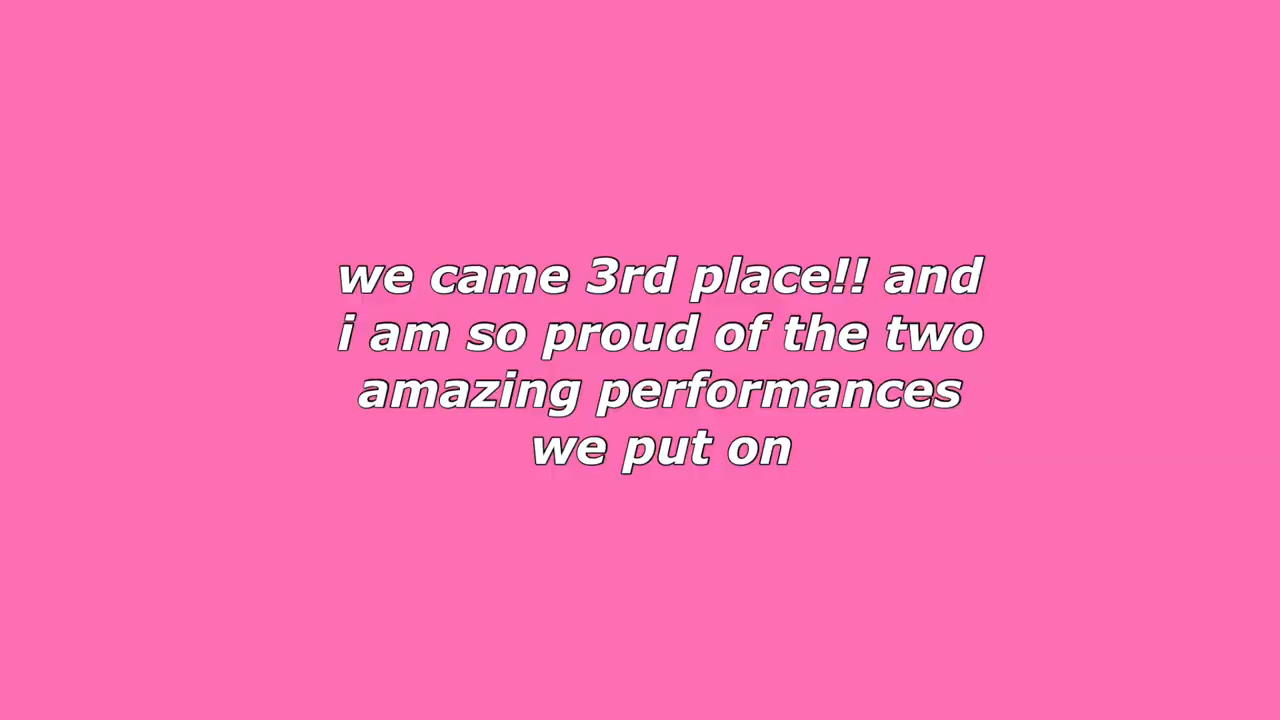 we came 3rd place!! and
i am so proud of the two
amazing performances
we put on